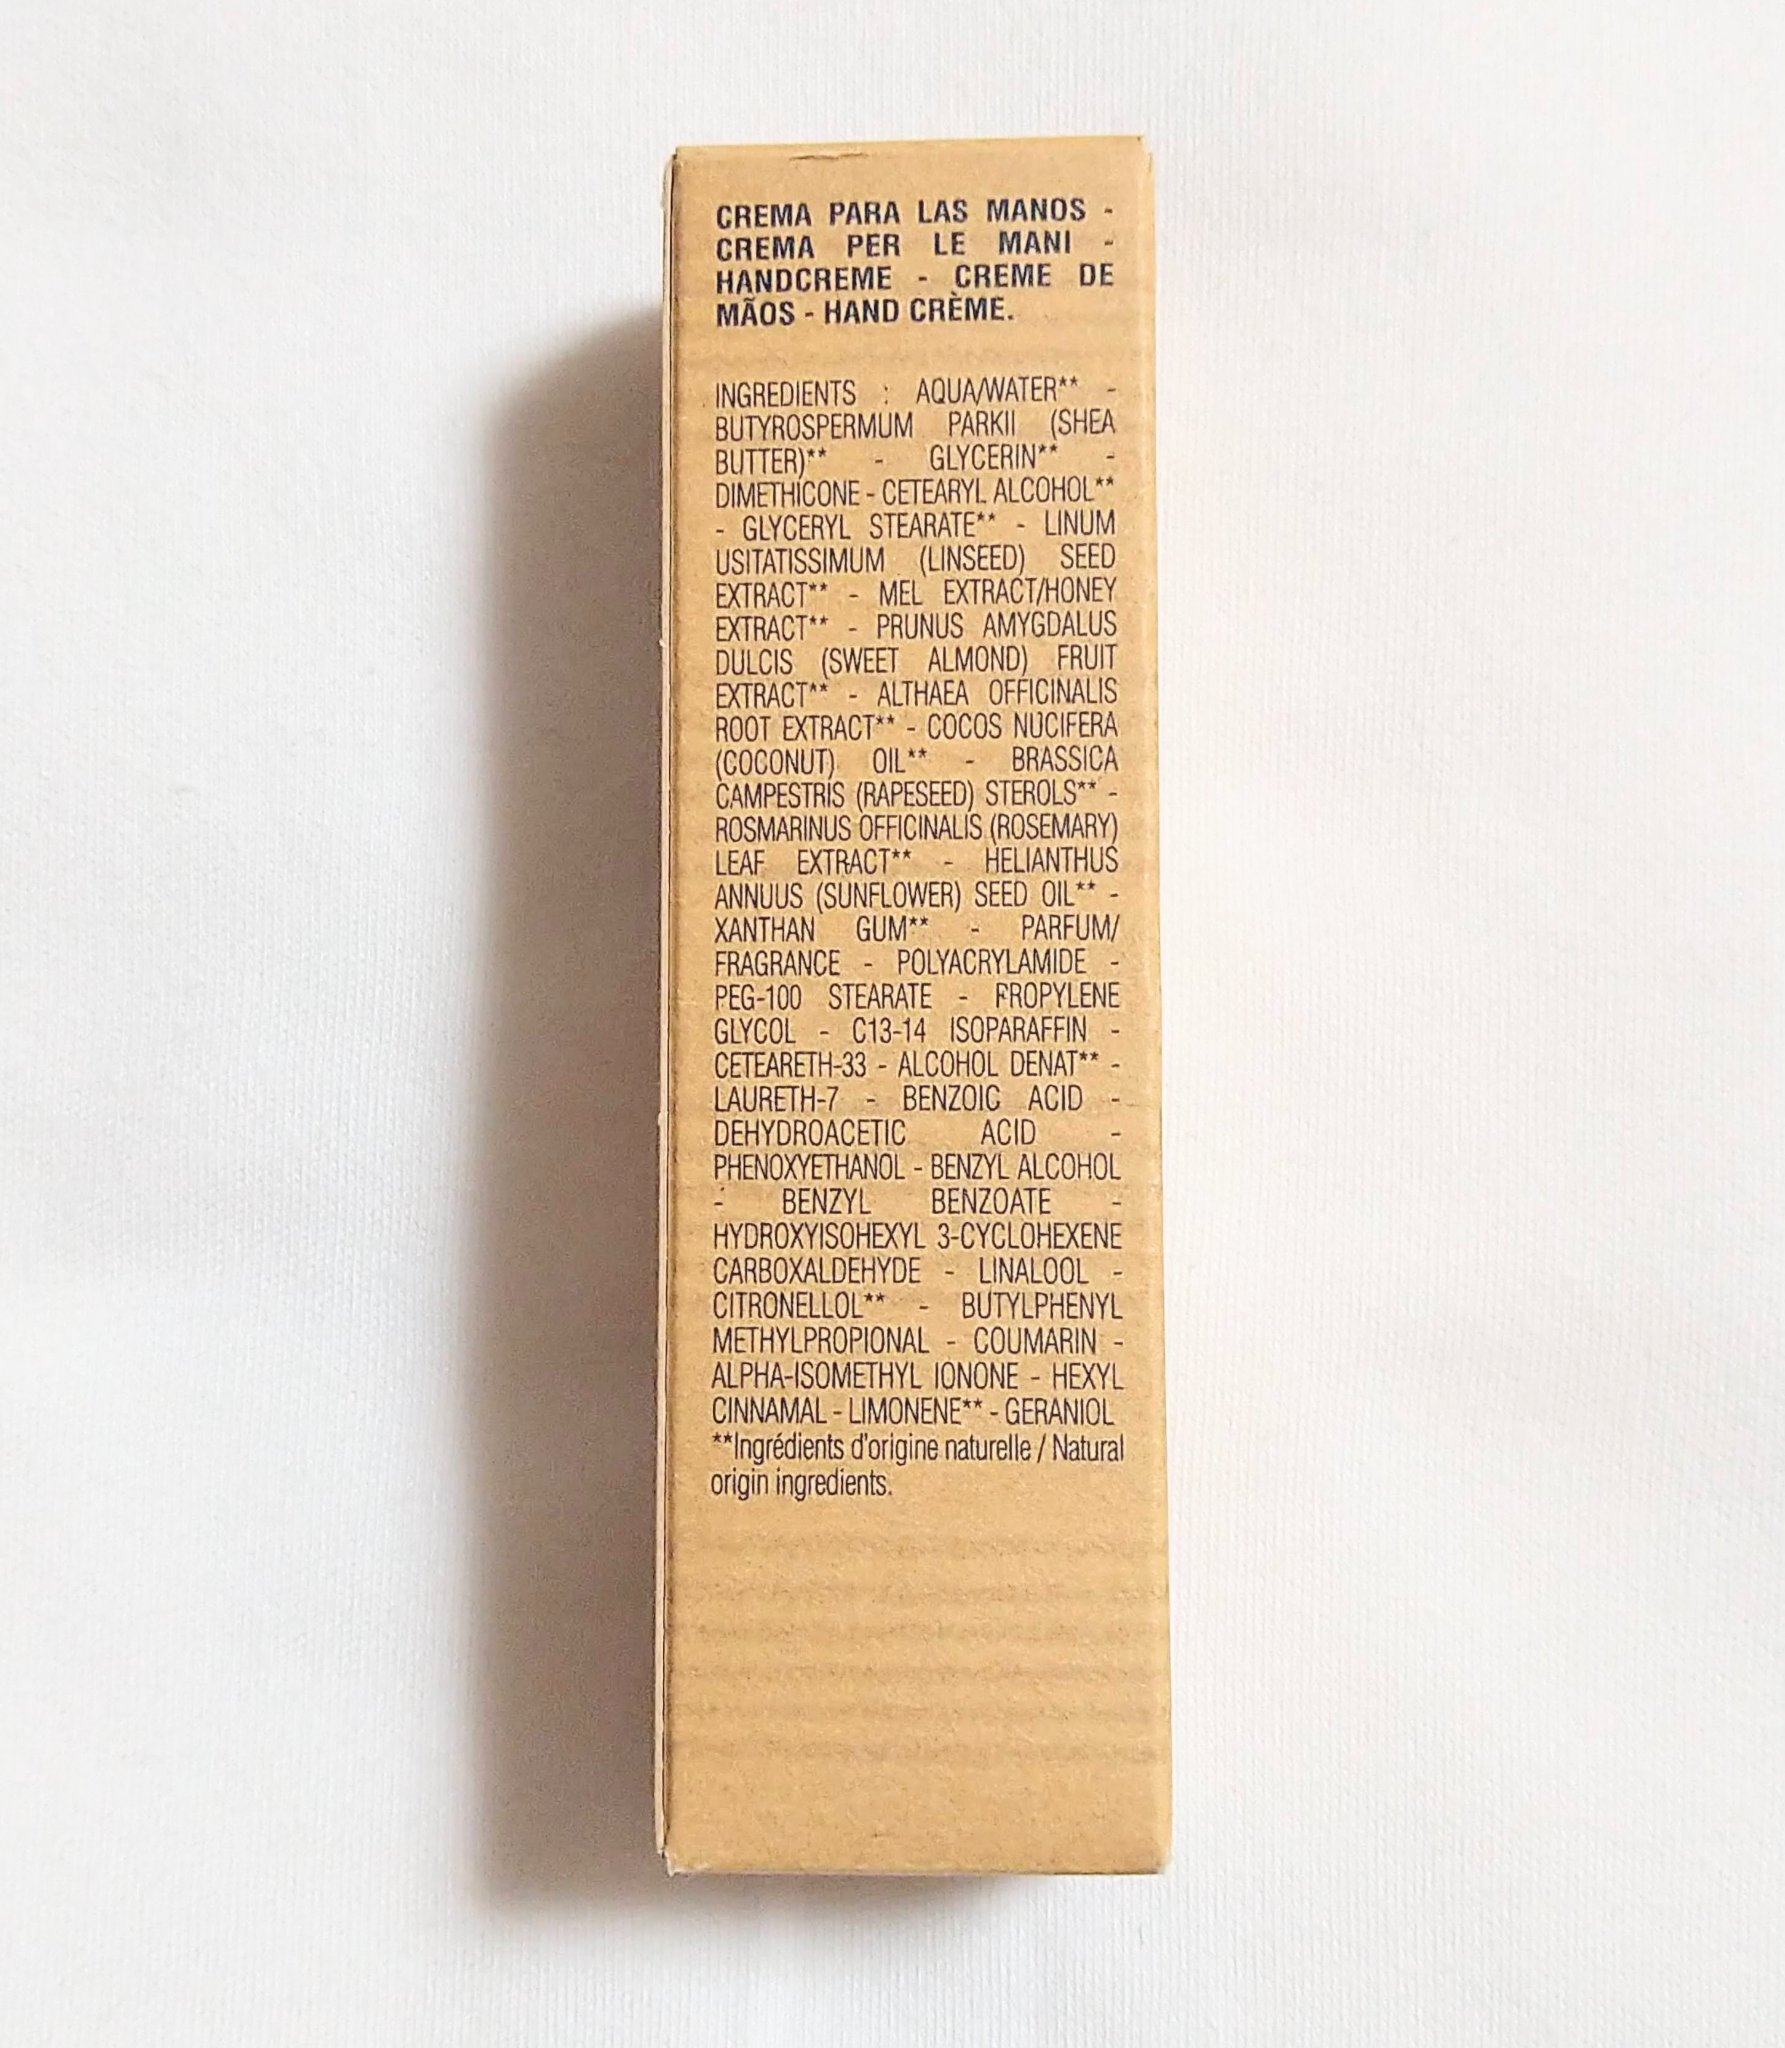 CREMA PARA LAS MANOS -
CREMA PER LE MANI -
HANDCREME - CREME DE
MÃOS - HAND CRÈME.
INGREDIENTS : AQUA/WATER** -
BUTYROSPERMUM PARKII (SHEA
BUTTER)** - GLYCERIN** -
DIMETHICONE - CETEARYL ALCOHOL**
- GLYCERYL STEARATE** - LINUM
USITATISSIMUM (LINSEED) SEED
EXTRACT** - MEL EXTRACT/HONEY
EXTRACT** - PRUNUS AMYGDALUS
DULCIS (SWEET ALMOND) FRUIT
EXTRACT** - ALTHAEA OFFICINALIS
ROOT EXTRACT** - COCOS NUCIFERA
(COCONUT) OIL** - BRASSICA
CAMPESTRIS (RAPESEED) STEROLS** -
ROSMARINUS OFFICINALIS (ROSEMARY)
LEAF EXTRACT** - HELIANTHUS
ANNUUS (SUNFLOWER) SEED OIL** -
XANTHAN GUM** - PARFUM/
FRAGRANCE - POLYACRYLAMIDE -
PEG-100 STEARATE - PROPYLENE
GLYCOL - C13-14 ISOPARAFFIN -
CETEARETH-33 - ALCOHOL DENAT** -
LAURETH-7 - BENZOIC ACID -
DEHYDROACETIC ACID -
PHENOXYETHANOL - BENZYL ALCOHOL
- BENZYL BENZOATE -
HYDROXYISOHEXYL 3-CYCLOHEXENE
CARBOXALDEHYDE - LINALOOL -
CITRONELLOL** - BUTYLPHENYL
METHYLPROPIONAL - COUMARIN -
ALPHA-ISOMETHYL IONONE - HEXYL
CINNAMAL - LIMONENE** - GERANIOL
**Ingrédients d'origine naturelle / Natural
origin ingredients.